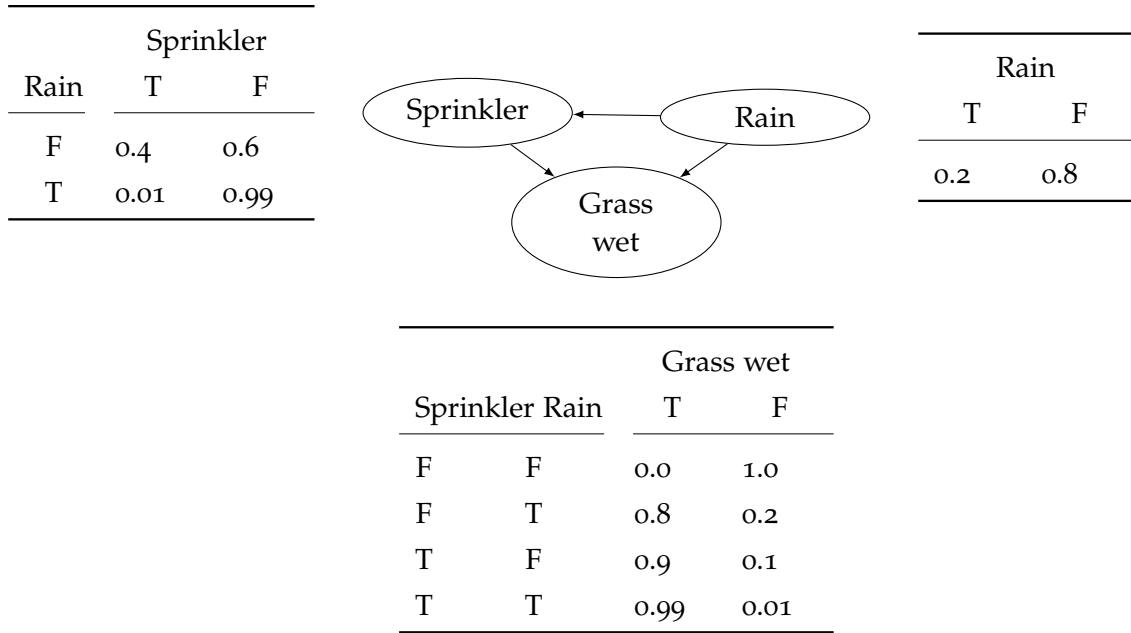 Sprinkler
Rain T F
F 0.4 0.6
T 0.01 0.99
Sprinkler
Rain
Grass
wet
Rain
T F
0.2 0.8
Grass wet
Sprinkler Rain T F
F F 0.0 1.0
F T 0.8 0.2
T F 0.9 0.1
T T 0.99 0.01